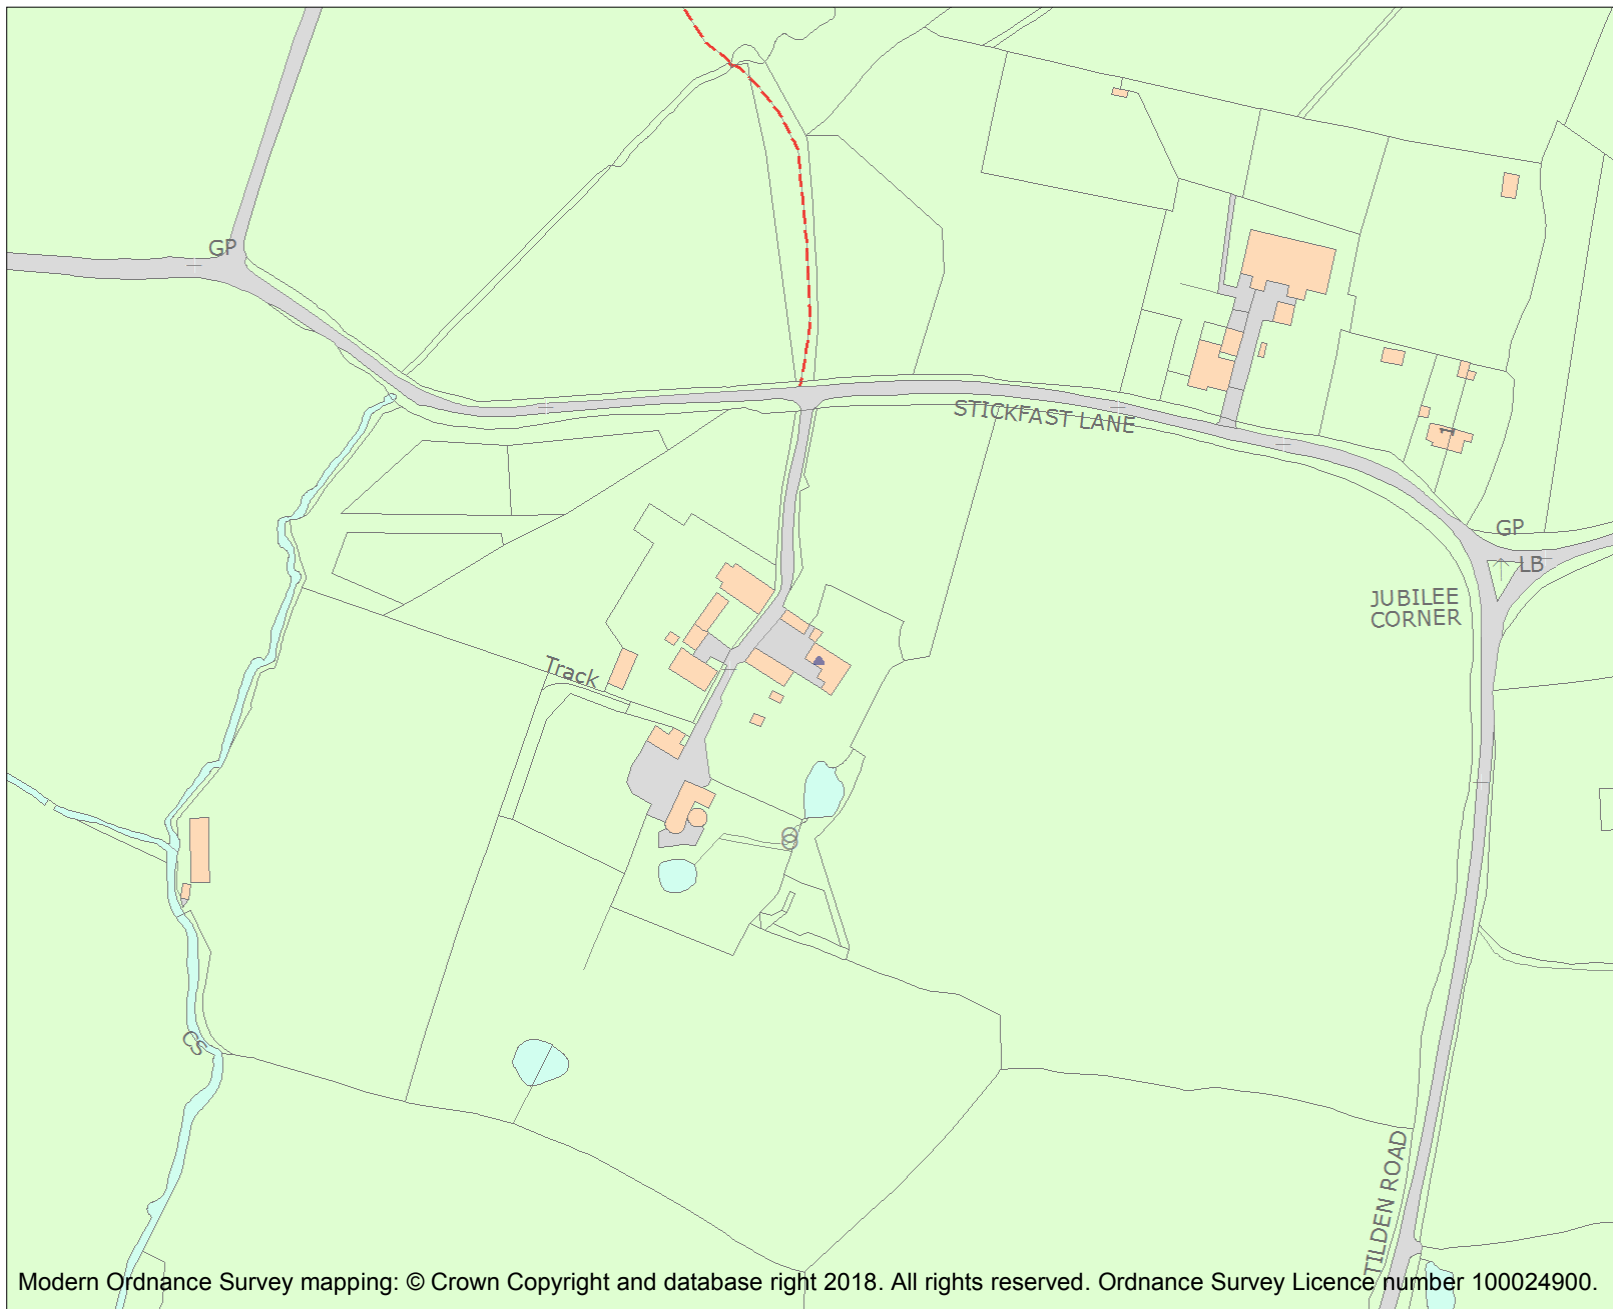 GP
STICKFAST LANE
1
GP
LB
JUBILEE
CORNER
Track
CS
TILDEN ROAD
Modern Ordnance Survey mapping: © Crown Copyright and database right 2018. All rights reserved. Ordnance Survey Licence number 100024900.